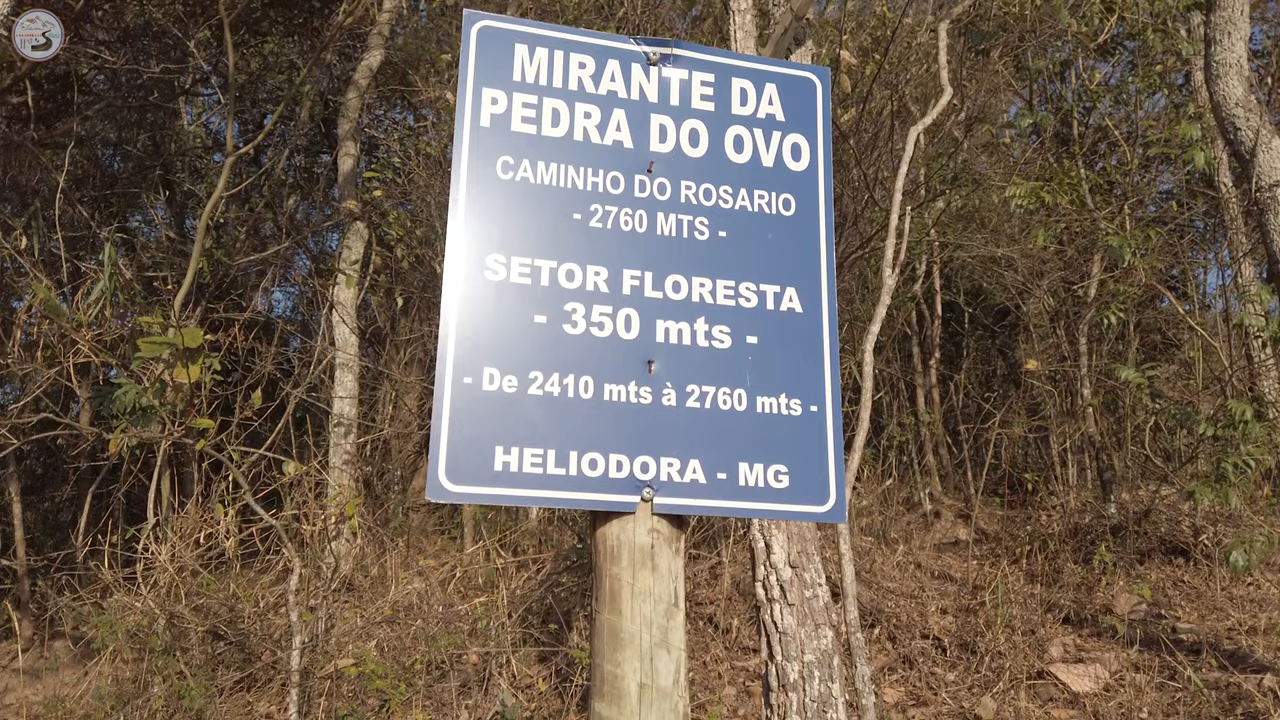 MIRANTE DA
PEDRA DO OVO
CAMINHO DO ROSARIO
- 2760 MTS -
SETOR FLORESTA
- 350 mts -
- De 2410 mts à 2760 mts -
HELIODORA - MG